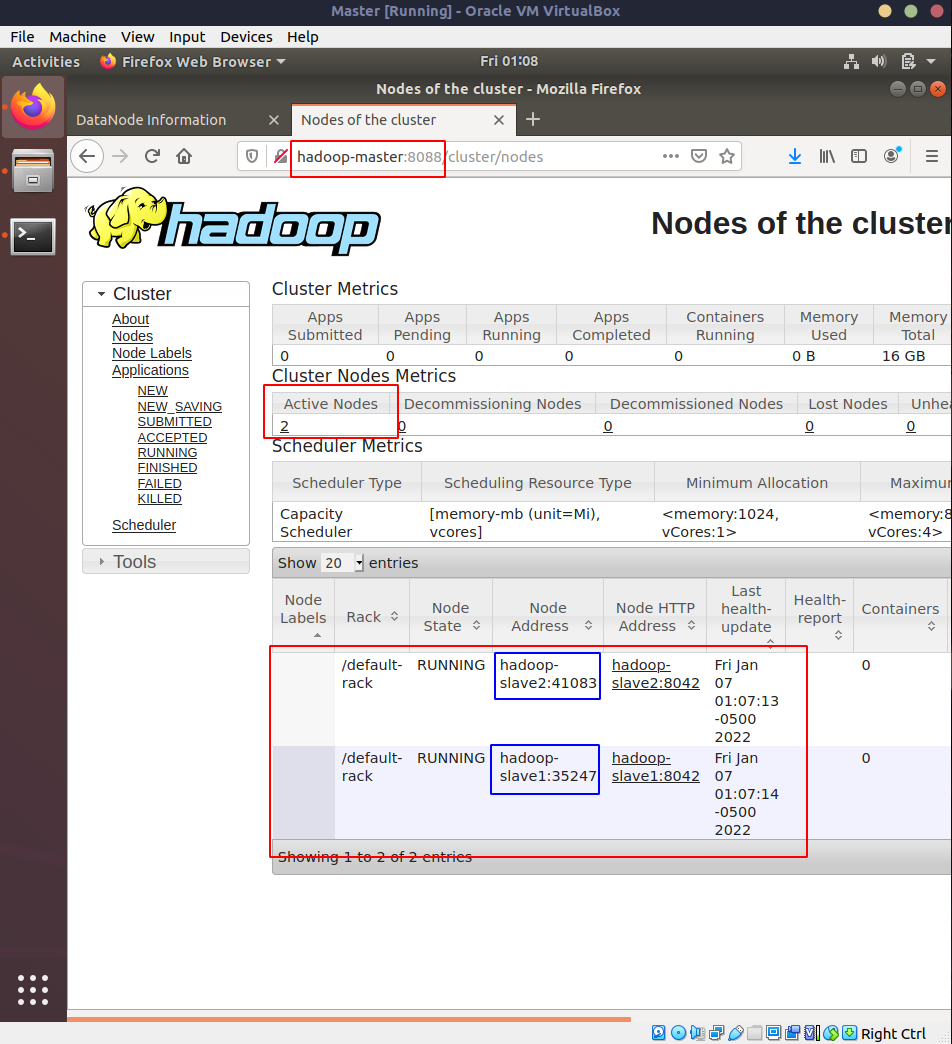 Master [Running] - Oracle VM VirtualBox
File Machine View Input Devices Help
Activities Firefox Web Browser Fri 01:08
Nodes of the cluster - Mozilla Firefox
DataNode Information Nodes of the cluster
hadoop-master:8088/cluster/nodes
hadoop
Nodes of the cluster
Cluster
About
Nodes
Node Labels
Applications
NEW
NEW_SAVING
SUBMITTED
ACCEPTED
RUNNING
FINISHED
FAILED
KILLED
Scheduler
Tools
Cluster Metrics
Apps Submitted Apps Pending Apps Running Apps Completed Containers Running Memory Used Memory Total
0 0 0 0 0 0 B 16 GB
Cluster Nodes Metrics
Active Nodes Decommissioning Nodes Decommissioned Nodes Lost Nodes Unhea
2 0 0 0 0
Scheduler Metrics
Scheduler Type Scheduling Resource Type Minimum Allocation Maximu
Capacity [memory-mb (unit=Mi), <memory:1024, <memory:8
Scheduler vcores] vCores:1> vCores:4>
Show 20 entries
Node Labels Rack Node State Node Address Node HTTP Address Last health-update Health-report Containers
/default- RUNNING hadoop- hadoop- Fri Jan 0
rack slave2:41083 slave2:8042 07
01:07:13
-0500
2022
/default- RUNNING hadoop- hadoop- Fri Jan 0
rack slave1:35247 slave1:8042 07
01:07:14
-0500
2022
Showing 1 to 2 of 2 entries
Right Ctrl